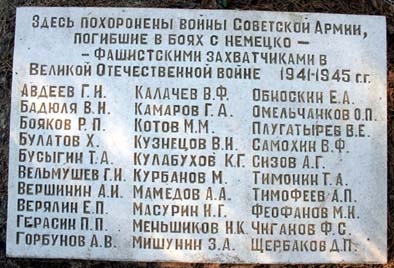 Здесь похоронены воины Советской Армии,
погибшие в боях с немецко —
— фашистскими захватчиками в
Великой Отечественной войне 1941-1945 г.г.
Авдеев Г.И. Калачев В.Ф. Обноскин Е.А.
Бадюля В.Н. Камаров Г.А. Омельчанков О.П.
Бояков Р.П. Котов М.М. Плугатырев В.Е.
Булатов Х. Кузнецов В.Н. Самохин В.Ф.
Бусыгин Т.А. Кулабухов К.Г. Сизов А.Г.
Вельмушев Г.И. Курбанов М. Тимонин Т.А.
Вершинин А.И. Мамедов А.А. Тимофеев А.П.
Верялин Е.П. Масурин Н.Г. Феофанов М.Н.
Герасин П.П. Меньшиков И.К. Чиганов Ф.С.
Горбунов А.В. Мишунин З.А. Щербаков Д.П.